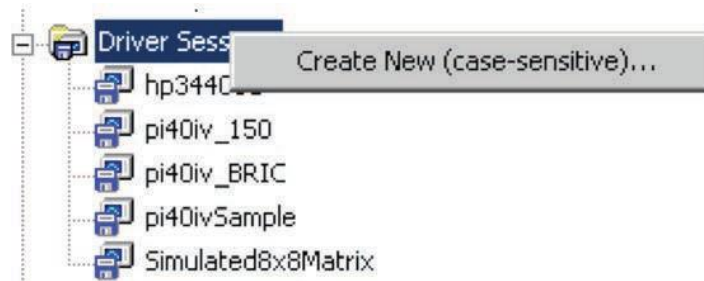 Driver Sess
Create New (case-sensitive)...
pi40iv_150
pi40iv_BRIC
pi40ivSample
Simulated8x8Matrix